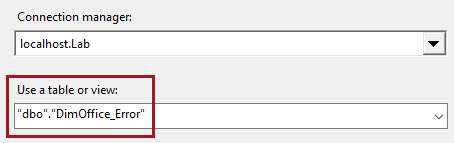 Connection manager:
localhost.Lab
Use a table or view:
"dbo"."DimOffice_Error"